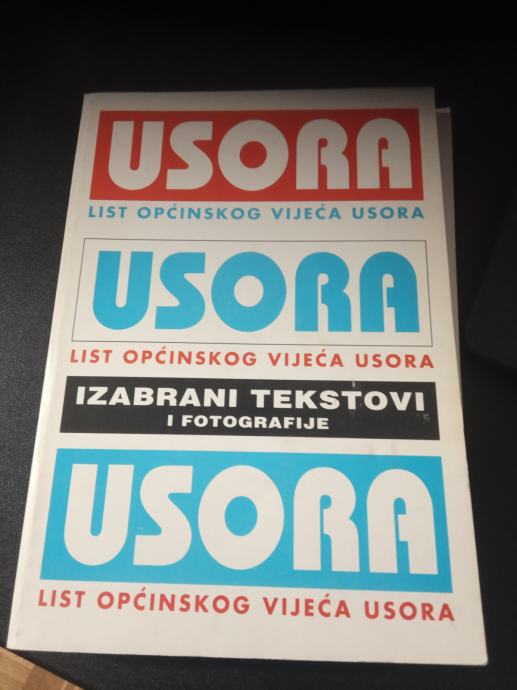 USORA
LIST OPĆINSKOG VIJEĆA USORA
USORA
LIST OPĆINSKOG VIJEĆA USORA
IZABRANI TEKSTOVI
I FOTOGRAFIJE
USORA
LIST OPĆINSKOG VIJEĆA USORA